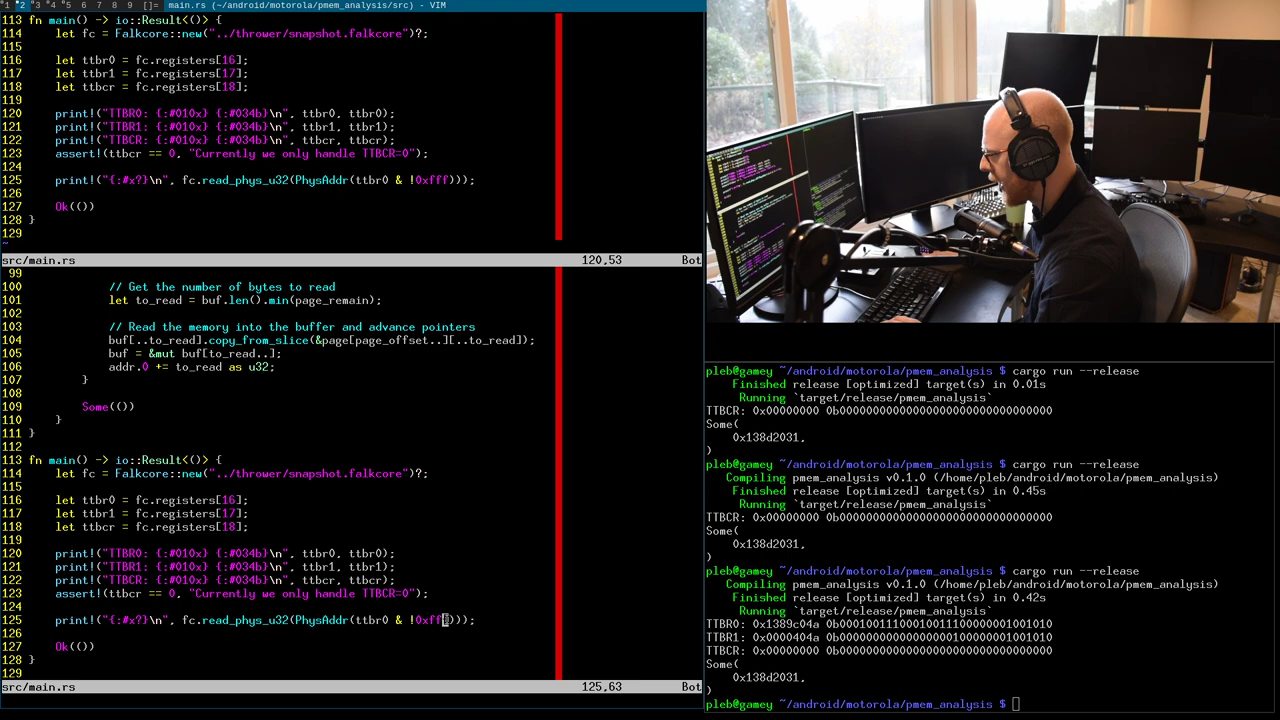 1 2 3 4 5 6 7 8 9 []= main.rs (~/android/motorola/pmem_analysis/src) - VIM
113 fn main() -> io::Result<()> {
114     let fc = Falkcore::new("../thrower/snapshot.falkcore")?;
115
116     let ttbr0 = fc.registers[16];
117     let ttbr1 = fc.registers[17];
118     let ttbcr = fc.registers[18];
119
120     print!("TTBR0: {:#010x} {:#034b}\n", ttbr0, ttbr0);
121     print!("TTBR1: {:#010x} {:#034b}\n", ttbr1, ttbr1);
122     print!("TTBCR: {:#010x} {:#034b}\n", ttbcr, ttbcr);
123     assert!(ttbcr == 0, "Currently we only handle TTBCR=0");
124
125     print!("{:#x?}\n", fc.read_phys_u32(PhysAddr(ttbr0 & !0xfff)));
126
127     Ok(())
128 }
129
~
src/main.rs 120,53 Bot
99
100             // Get the number of bytes to read
101             let to_read = buf.len().min(page_remain);
102
103             // Read the memory into the buffer and advance pointers
104             buf[..to_read].copy_from_slice(&page[page_offset..][..to_read]);
105             buf = &mut buf[to_read..];
106             addr.0 += to_read as u32;
107         }
108
109         Some(())
110     }
111 }
112
113 fn main() -> io::Result<()> {
114     let fc = Falkcore::new("../thrower/snapshot.falkcore")?;
115
116     let ttbr0 = fc.registers[16];
117     let ttbr1 = fc.registers[17];
118     let ttbcr = fc.registers[18];
119
120     print!("TTBR0: {:#010x} {:#034b}\n", ttbr0, ttbr0);
121     print!("TTBR1: {:#010x} {:#034b}\n", ttbr1, ttbr1);
122     print!("TTBCR: {:#010x} {:#034b}\n", ttbcr, ttbcr);
123     assert!(ttbcr == 0, "Currently we only handle TTBCR=0");
124
125     print!("{:#x?}\n", fc.read_phys_u32(PhysAddr(ttbr0 & !0xfff)));
126
127     Ok(())
128 }
129
src/main.rs 125,63 Bot
pleb@gamey ~/android/motorola/pmem_analysis $ cargo run --release
    Finished release [optimized] target(s) in 0.01s
     Running `target/release/pmem_analysis`
TTBCR: 0x00000000 0b00000000000000000000000000000000
Some(
    0x138d2031,
)
pleb@gamey ~/android/motorola/pmem_analysis $ cargo run --release
   Compiling pmem_analysis v0.1.0 (/home/pleb/android/motorola/pmem_analysis)
    Finished release [optimized] target(s) in 0.45s
     Running `target/release/pmem_analysis`
TTBCR: 0x00000000 0b00000000000000000000000000000000
Some(
    0x138d2031,
)
pleb@gamey ~/android/motorola/pmem_analysis $ cargo run --release
   Compiling pmem_analysis v0.1.0 (/home/pleb/android/motorola/pmem_analysis)
    Finished release [optimized] target(s) in 0.42s
     Running `target/release/pmem_analysis`
TTBR0: 0x1389c04a 0b00010011100010011100000001001010
TTBR1: 0x0000404a 0b00000000000000000100000001001010
TTBCR: 0x00000000 0b00000000000000000000000000000000
Some(
    0x138d2031,
)
pleb@gamey ~/android/motorola/pmem_analysis $